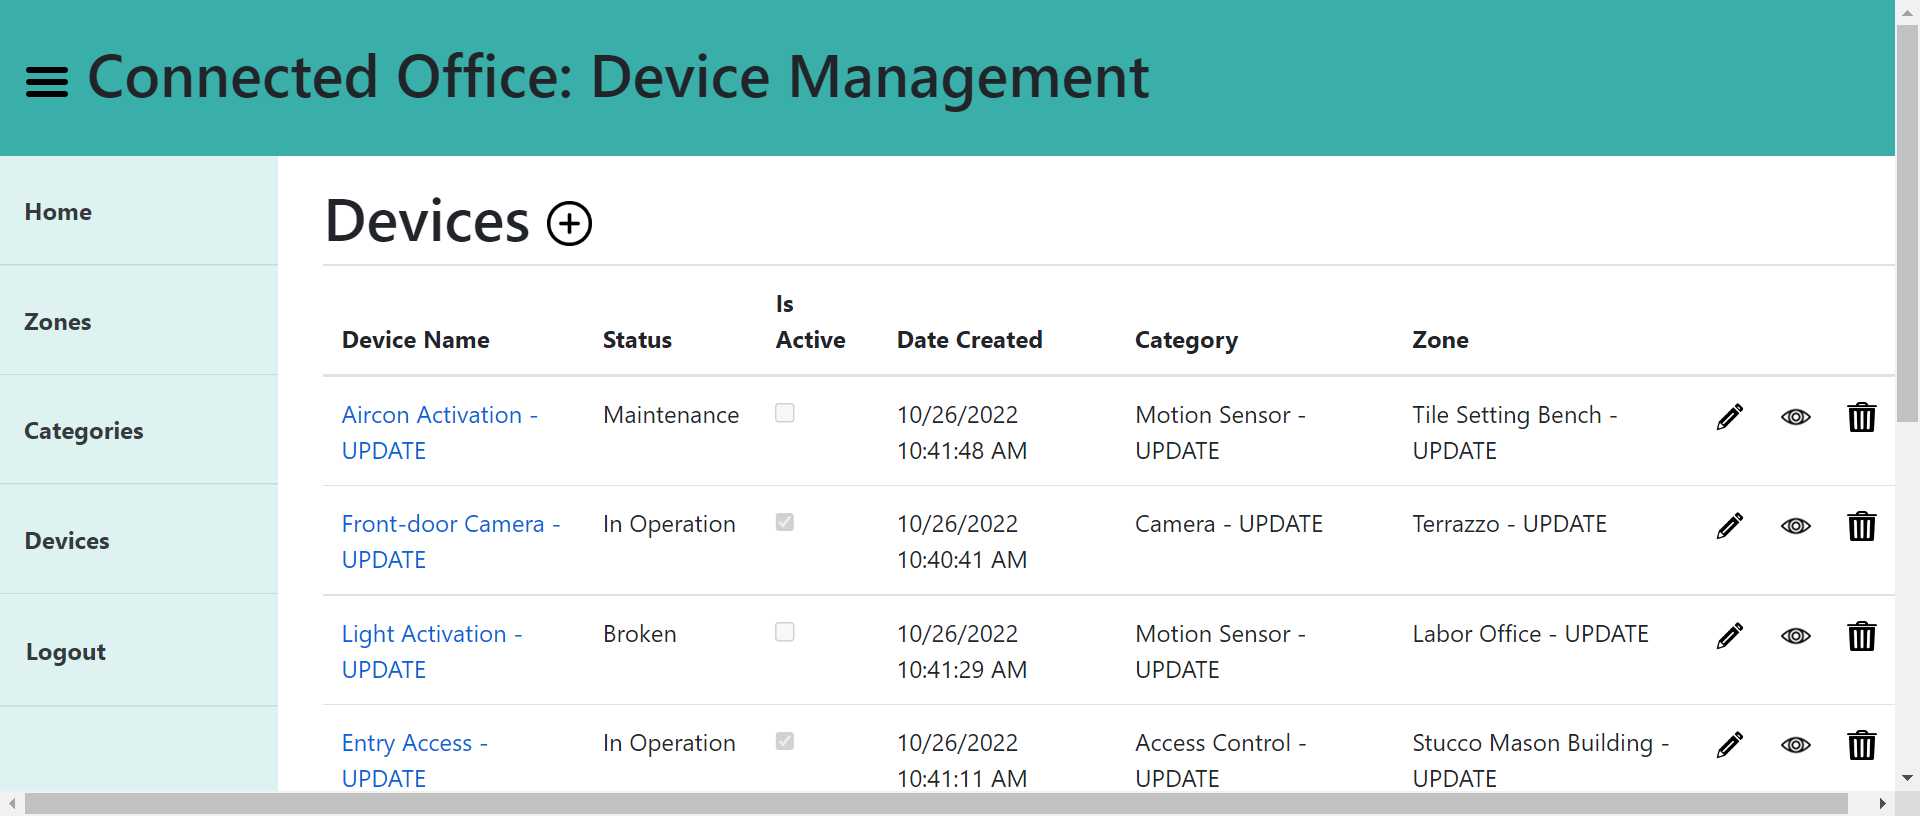 Connected Office: Device Management
Home
Zones
Categories
Devices
Logout
Devices
Device Name Status Is Active Date Created Category Zone
Aircon Activation - Maintenance 10/26/2022 Motion Sensor - Tile Setting Bench -
UPDATE 10:41:48 AM UPDATE UPDATE
Front-door Camera - In Operation 10/26/2022 Camera - UPDATE Terrazzo - UPDATE
UPDATE 10:40:41 AM
Light Activation - Broken 10/26/2022 Motion Sensor - Labor Office - UPDATE
UPDATE 10:41:29 AM UPDATE
Entry Access - In Operation 10/26/2022 Access Control - Stucco Mason Building -
UPDATE 10:41:11 AM UPDATE UPDATE